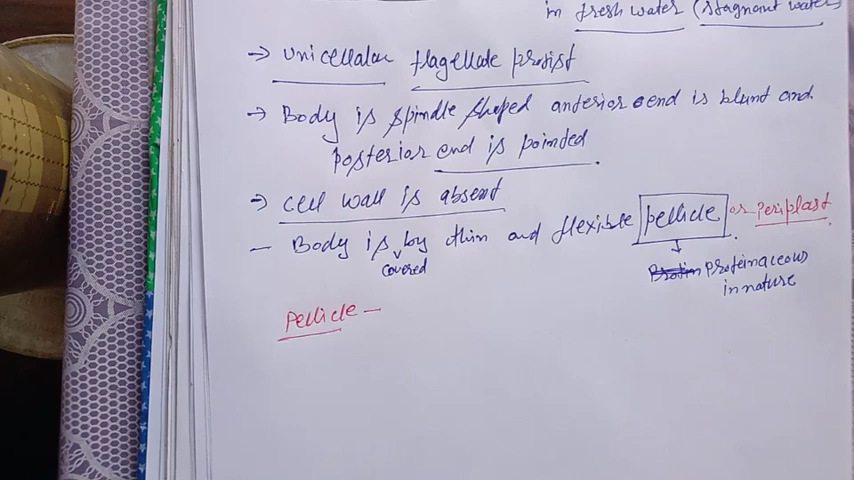 in fresh water (stagnant water)
→ unicellular flagellate protist
→ Body is spindle shaped anterior end is blunt and
posterior end is pointed.
→ cell wall is absent
- Body is by thin and flexible pellicle or periplast.
covered
proteinaceous
in nature
Pellicle -